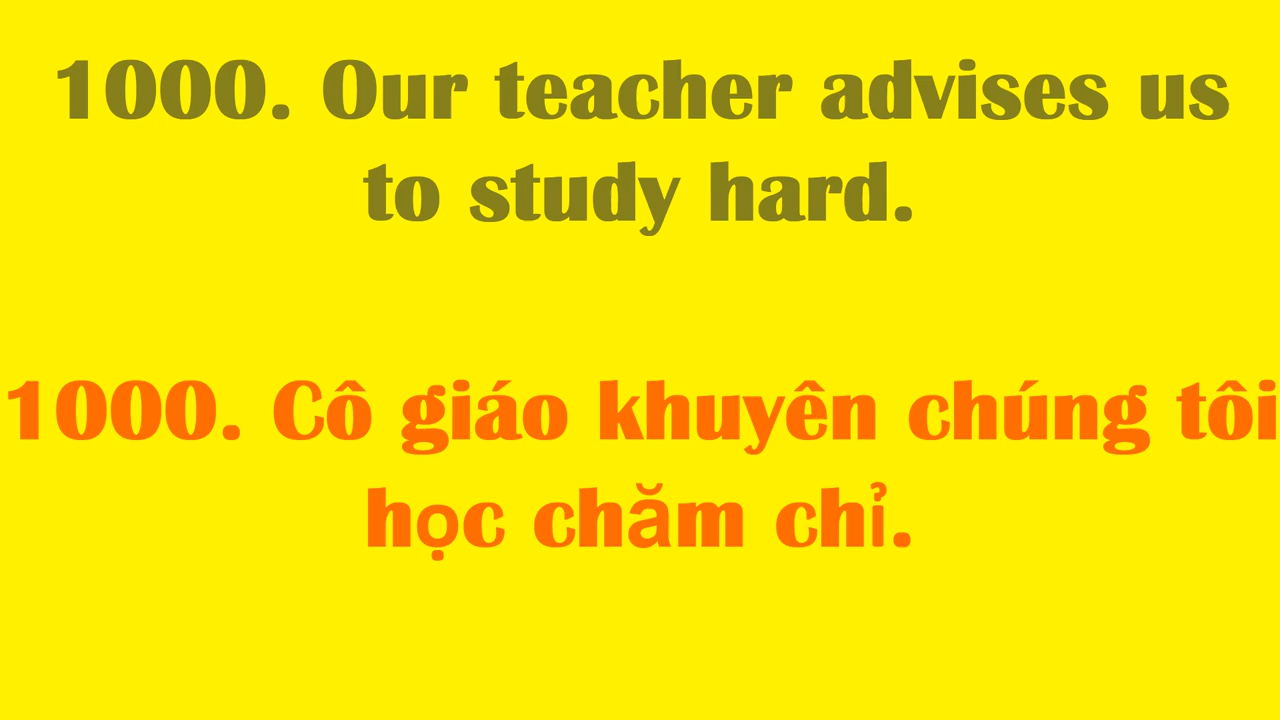 1000. Our teacher advises us
to study hard.
1000. Cô giáo khuyên chúng tôi
học chăm chỉ.